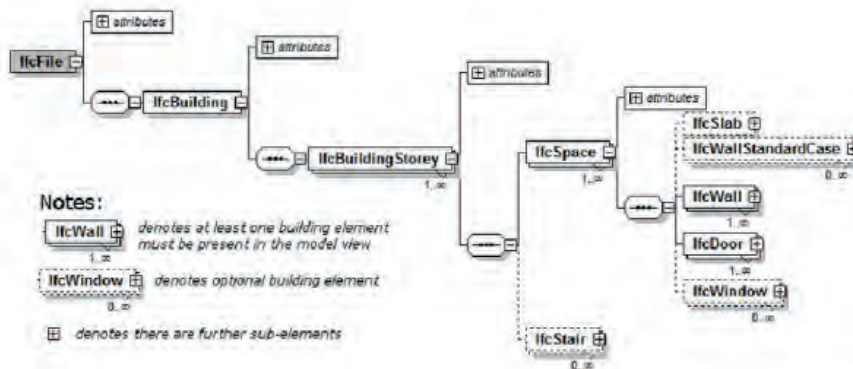 attributes
IfcFile
attributes
IfcBuilding
attributes
IfcBuildingStorey
1..∞
attributes
IfcSpace
1..∞
IfcSlab
IfcWallStandardCase
0..∞
IfcWall
1..∞
IfcDoor
1..∞
IfcWindow
0..∞
IfcStair
0..∞
Notes:
IfcWall
1..∞
denotes at least one building element
must be present in the model view
IfcWindow
0..∞
denotes optional building element
denotes there are further sub-elements